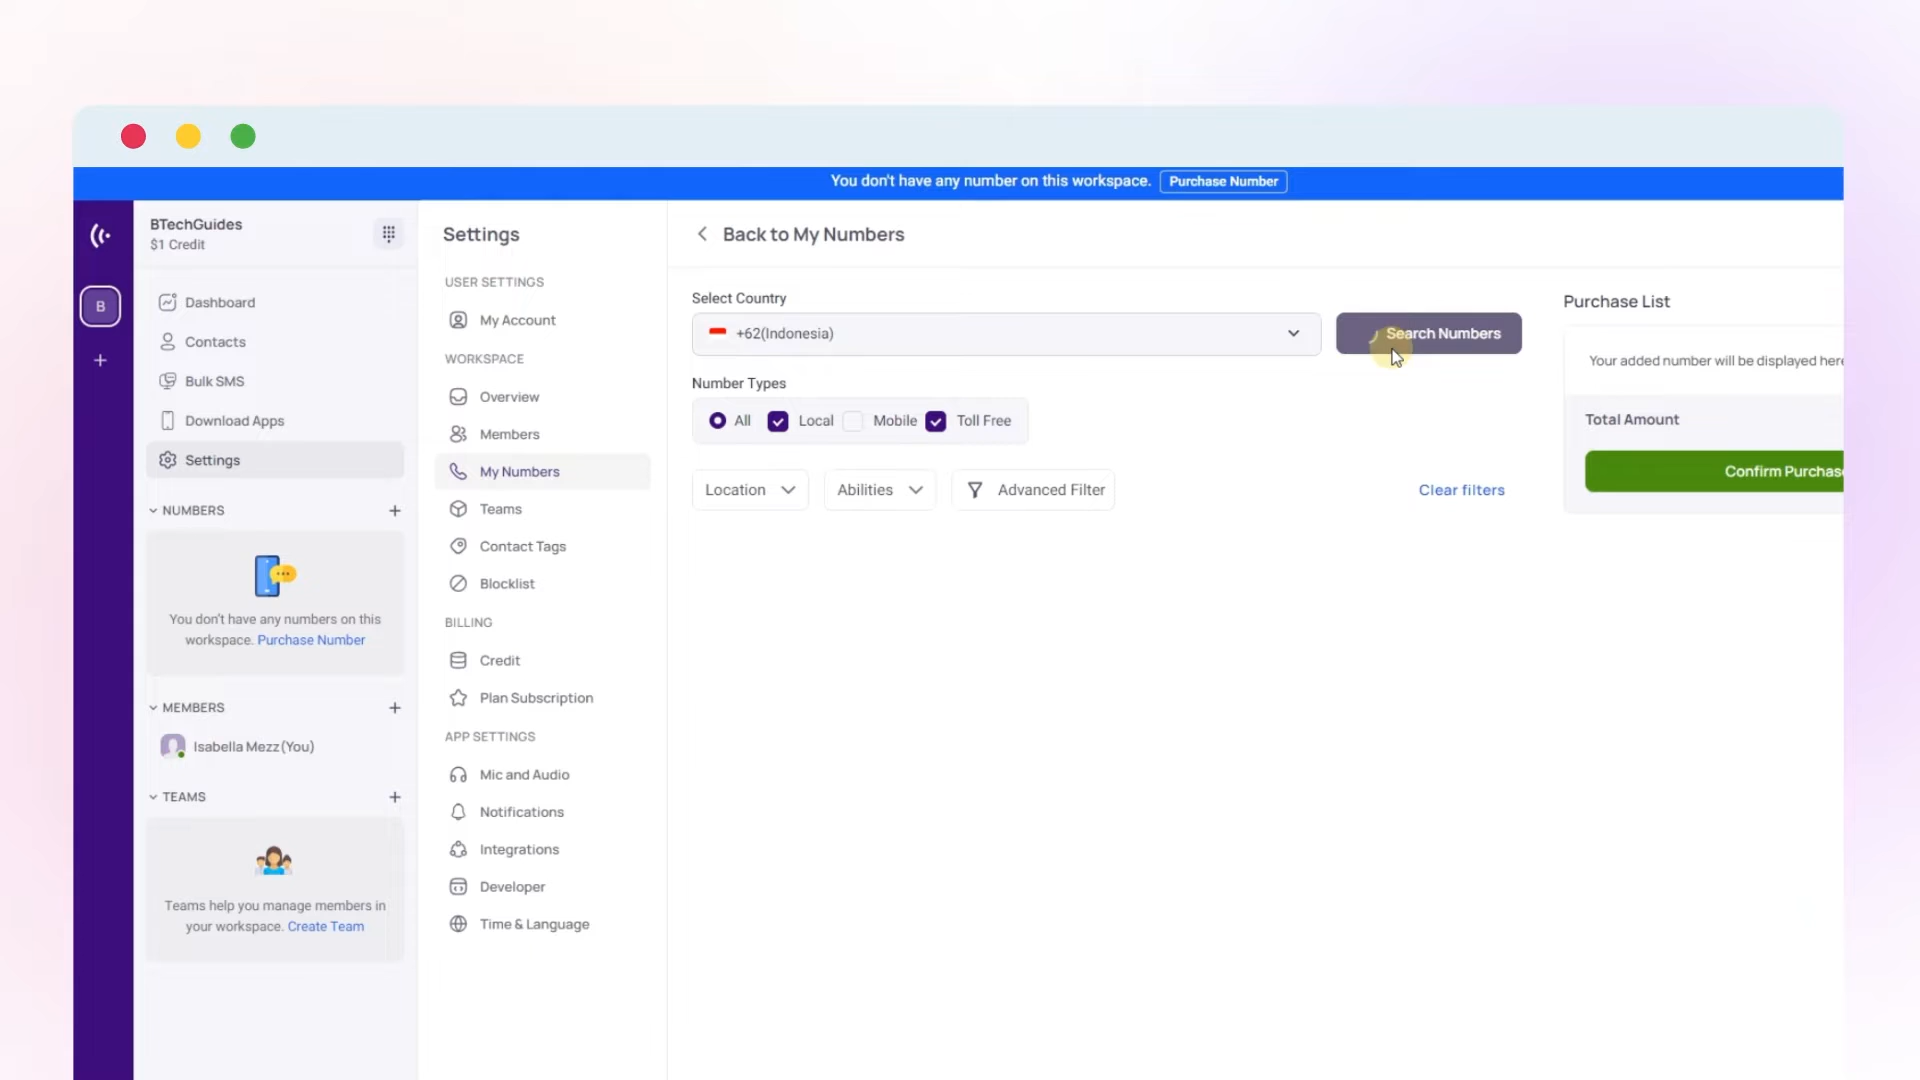 You don't have any number on this workspace. Purchase Number
BTechGuides
$1 Credit
B
Dashboard
Contacts
Bulk SMS
Download Apps
Settings
NUMBERS
You don't have any numbers on this
workspace. Purchase Number
MEMBERS
Isabella Mezz(You)
TEAMS
Teams help you manage members in
your workspace. Create Team
Settings
USER SETTINGS
My Account
WORKSPACE
Overview
Members
My Numbers
Teams
Contact Tags
Blocklist
BILLING
Credit
Plan Subscription
APP SETTINGS
Mic and Audio
Notifications
Integrations
Developer
Time & Language
Back to My Numbers
Select Country
+62(Indonesia)
Search Numbers
Number Types
All Local Mobile Toll Free
Location Abilities Advanced Filter
Clear filters
Purchase List
Your added number will be displayed here
Total Amount
Confirm Purchas